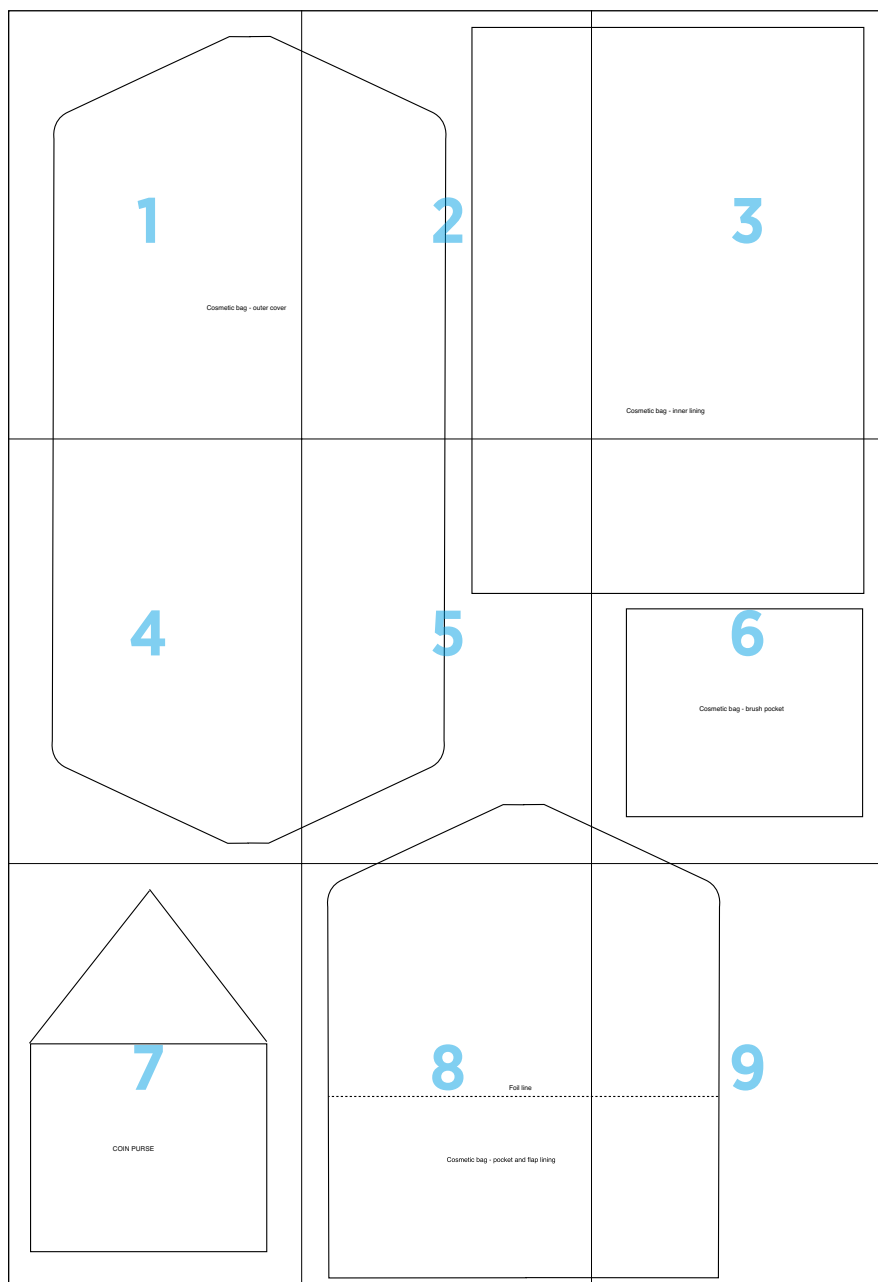 1
2
3
Cosmetic bag - outer cover
Cosmetic bag - inner lining
4
5
6
Cosmetic bag - brush pocket
7
8
9
Foil line
COIN PURSE
Cosmetic bag - pocket and flap lining